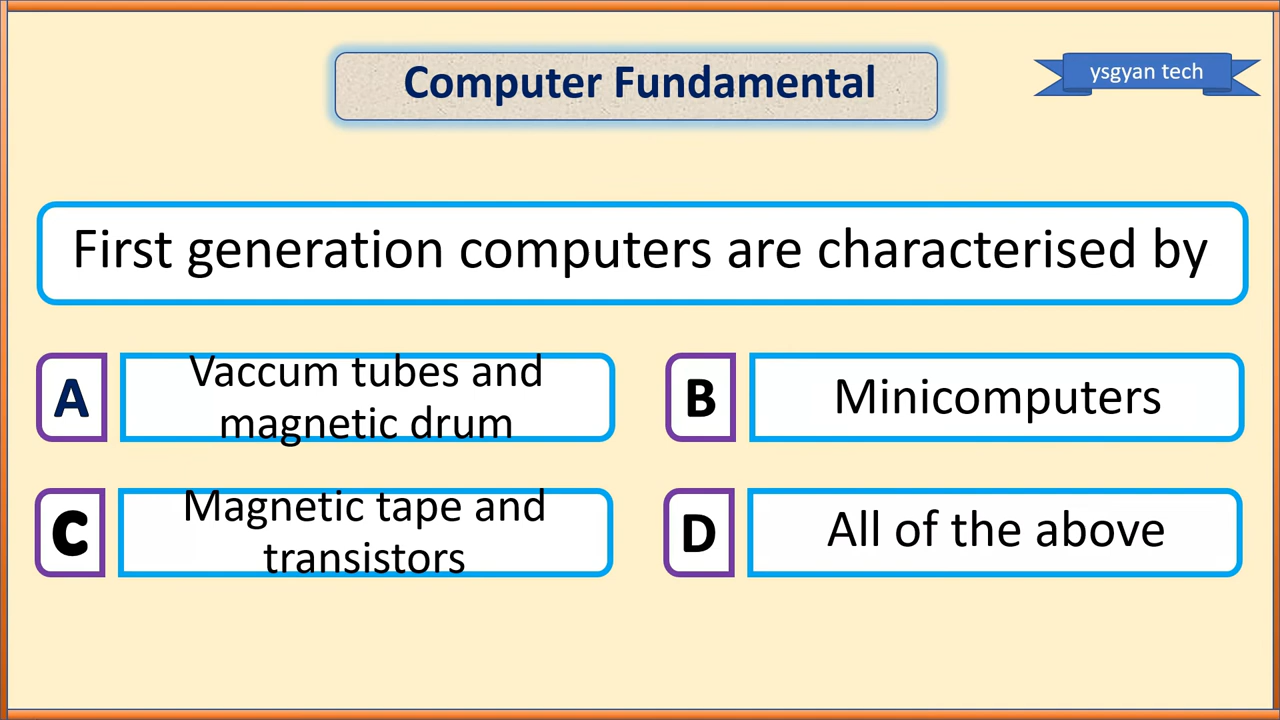 Computer Fundamental
ysgyan tech
First generation computers are characterised by
A
Vaccum tubes and
magnetic drum
B
Minicomputers
C
Magnetic tape and
transistors
D
All of the above